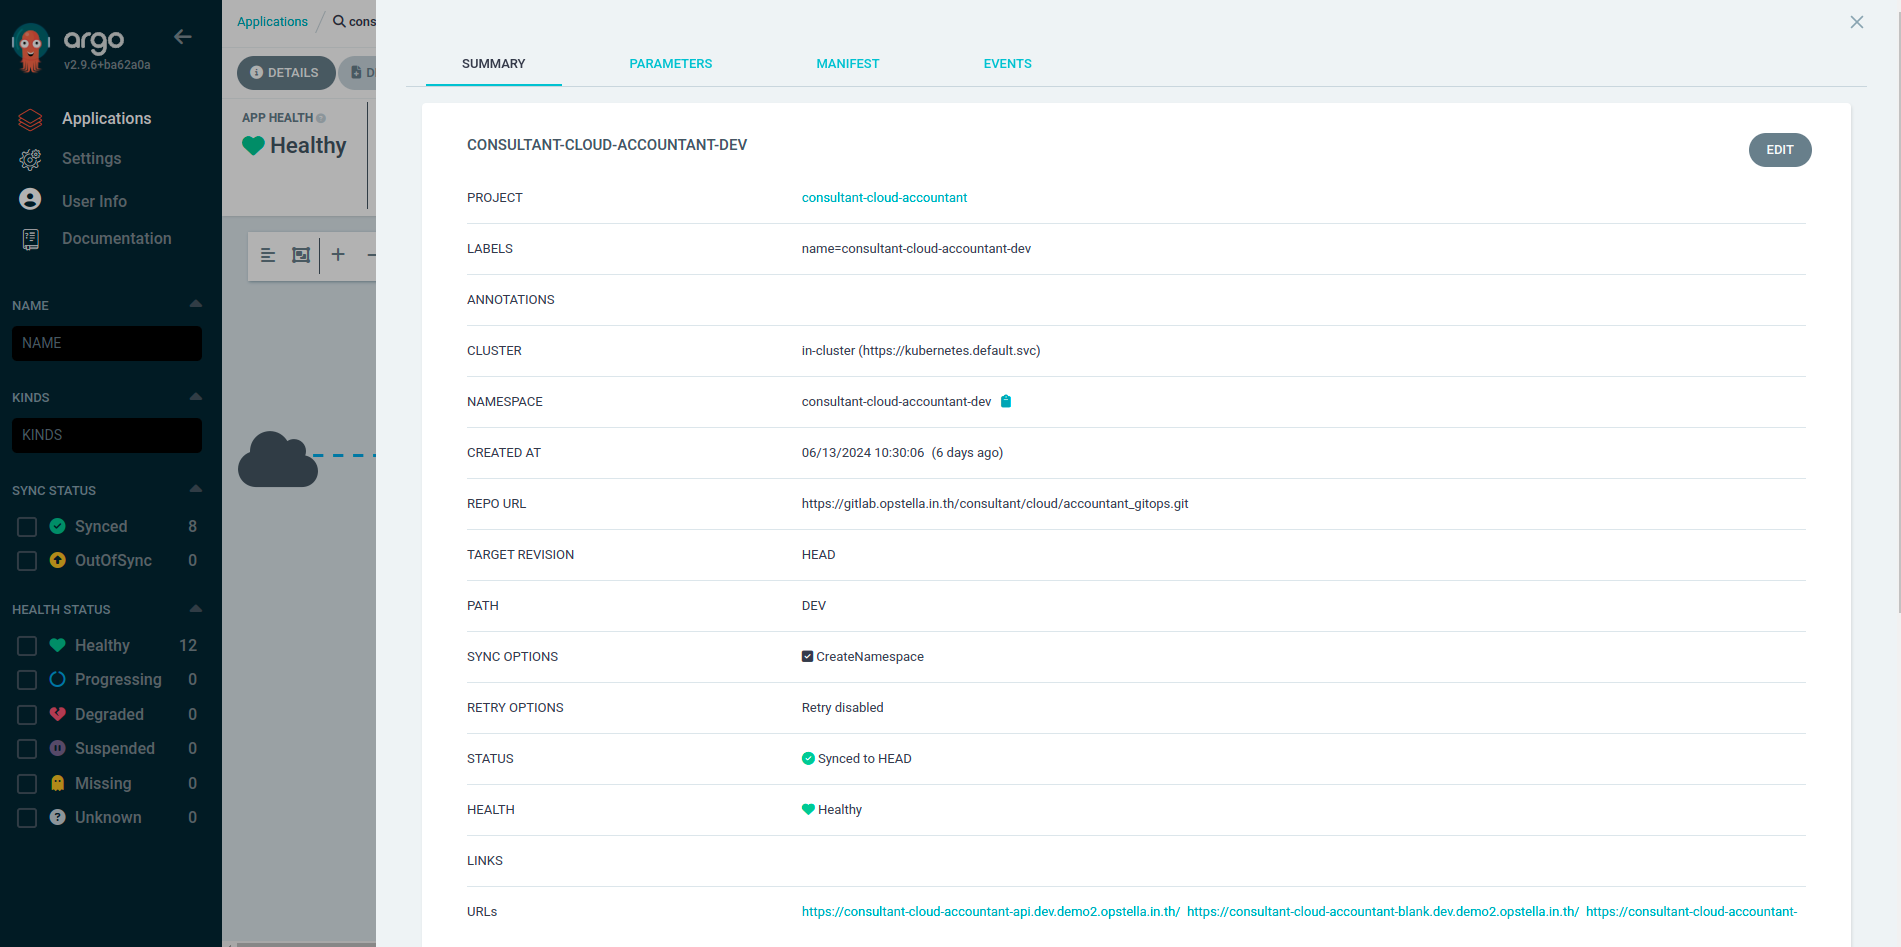 argo
v2.9.6+ba62a0a
Applications
Settings
User Info
Documentation
NAME
NAME
KINDS
KINDS
SYNC STATUS
Synced 8
OutOfSync 0
HEALTH STATUS
Healthy 12
Progressing 0
Degraded 0
Suspended 0
Missing 0
Unknown 0
Applications / cons
DETAILS D
APP HEALTH
Healthy
SUMMARY PARAMETERS MANIFEST EVENTS
CONSULTANT-CLOUD-ACCOUNTANT-DEV
EDIT
PROJECT consultant-cloud-accountant
LABELS name=consultant-cloud-accountant-dev
ANNOTATIONS
CLUSTER in-cluster (https://kubernetes.default.svc)
NAMESPACE consultant-cloud-accountant-dev
CREATED AT 06/13/2024 10:30:06 (6 days ago)
REPO URL https://gitlab.opstella.in.th/consultant/cloud/accountant_gitops.git
TARGET REVISION HEAD
PATH DEV
SYNC OPTIONS CreateNamespace
RETRY OPTIONS Retry disabled
STATUS Synced to HEAD
HEALTH Healthy
LINKS
URLs https://consultant-cloud-accountant-api.dev.demo2.opstella.in.th/ https://consultant-cloud-accountant-blank.dev.demo2.opstella.in.th/ https://consultant-cloud-accountant-